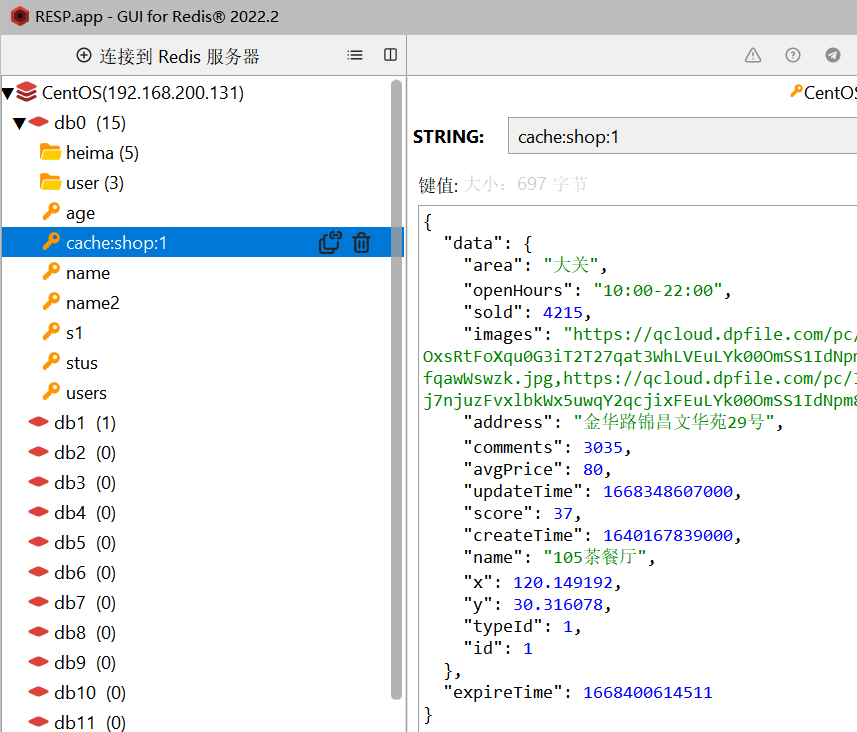 RESP.app - GUI for Redis® 2022.2
连接到 Redis 服务器
CentOS(192.168.200.131)
db0 (15)
heima (5)
user (3)
age
cache:shop:1
name
name2
s1
stus
users
db1 (1)
db2 (0)
db3 (0)
db4 (0)
db5 (0)
db6 (0)
db7 (0)
db8 (0)
db9 (0)
db10 (0)
db11 (0)
CentOS
STRING: cache:shop:1
键值: 大小: 697 字节
{
"data": {
"area": "大关",
"openHours": "10:00-22:00",
"sold": 4215,
"images": "https://qcloud.dpfile.com/pc/
OxsRtFoXqu0G3iT2T27qat3WhLVEuLYk00OmSS1IdNpm
fqawWswzk.jpg,https://qcloud.dpfile.com/pc/
j7njuzFvxlbkWx5uwqY2qcjixFEuLYk00OmSS1IdNpm8
"address": "金华路锦昌文华苑29号",
"comments": 3035,
"avgPrice": 80,
"updateTime": 1668348607000,
"score": 37,
"createTime": 1640167839000,
"name": "105茶餐厅",
"x": 120.149192,
"y": 30.316078,
"typeId": 1,
"id": 1
},
"expireTime": 1668400614511
}